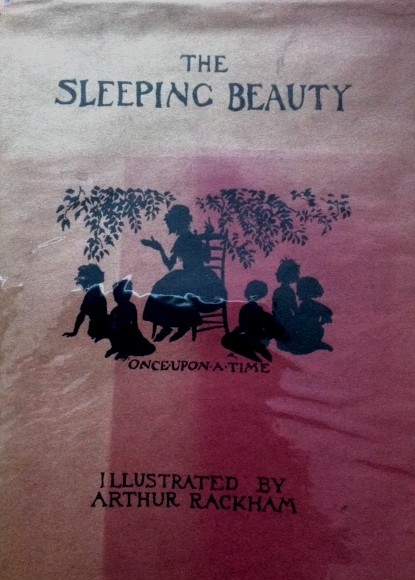 THE
SLEEPING BEAUTY
ONCE·UPON·A·TIME
ILLUSTRATED BY
ARTHUR RACKHAM